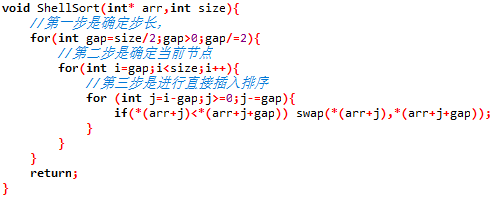 void ShellSort(int* arr,int size){
    //第一步是确定步长,
    for(int gap=size/2;gap>0;gap/=2){
        //第二步是确定当前节点
        for(int i=gap;i<size;i++){
            //第三步是进行直接插入排序
            for (int j=i-gap;j>=0;j-=gap){
                if(*(arr+j)<*(arr+j+gap)) swap(*(arr+j),*(arr+j+gap));
            }
        }
    }
    return;
}